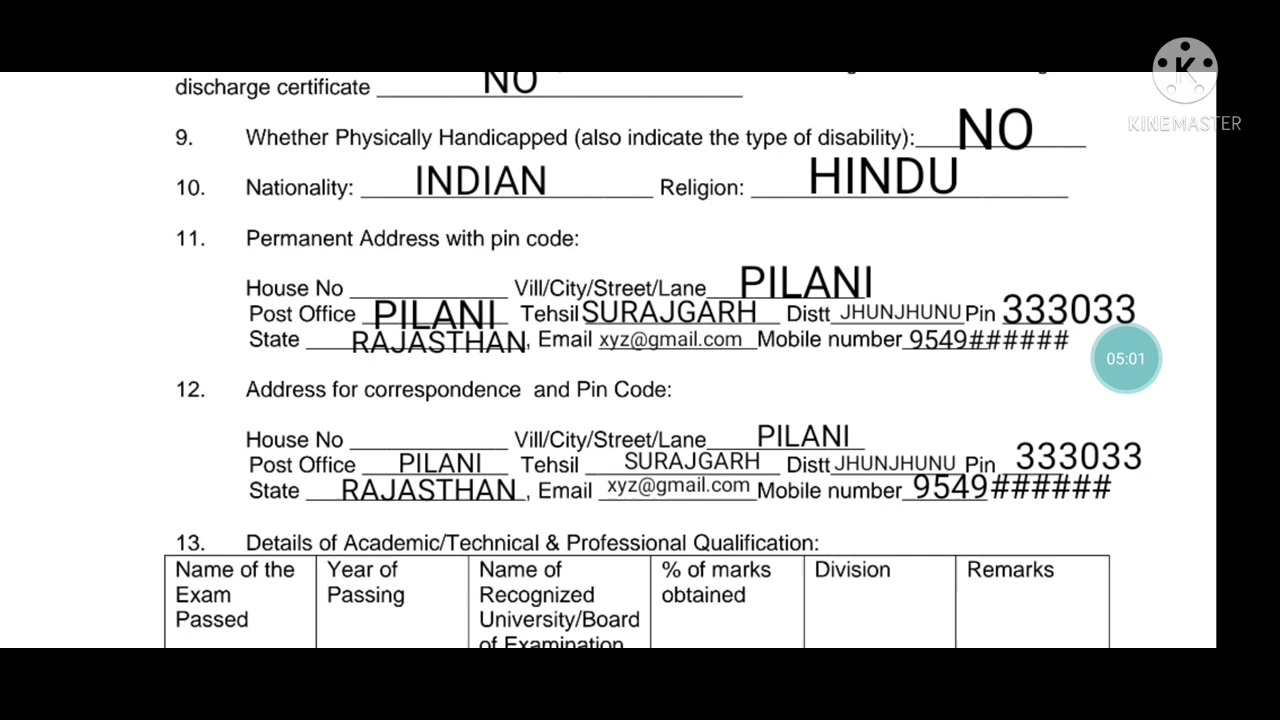 discharge certificate NO
9. Whether Physically Handicapped (also indicate the type of disability): NO
10. Nationality: INDIAN Religion: HINDU
11. Permanent Address with pin code:
House No Vill/City/Street/Lane PILANI
Post Office PILANI Tehsil SURAJGARH Distt JHUNJHUNU Pin 333033
State RAJASTHAN, Email xyz@gmail.com Mobile number 9549######
05:01
12. Address for correspondence and Pin Code:
House No Vill/City/Street/Lane PILANI
Post Office PILANI Tehsil SURAJGARH Distt JHUNJHUNU Pin 333033
State RAJASTHAN, Email xyz@gmail.com Mobile number 9549######
13. Details of Academic/Technical & Professional Qualification:
Name of the Year of Name of % of marks Division Remarks
Exam Passing Recognized obtained
Passed University/Board
of Examination
K
KINEMASTER